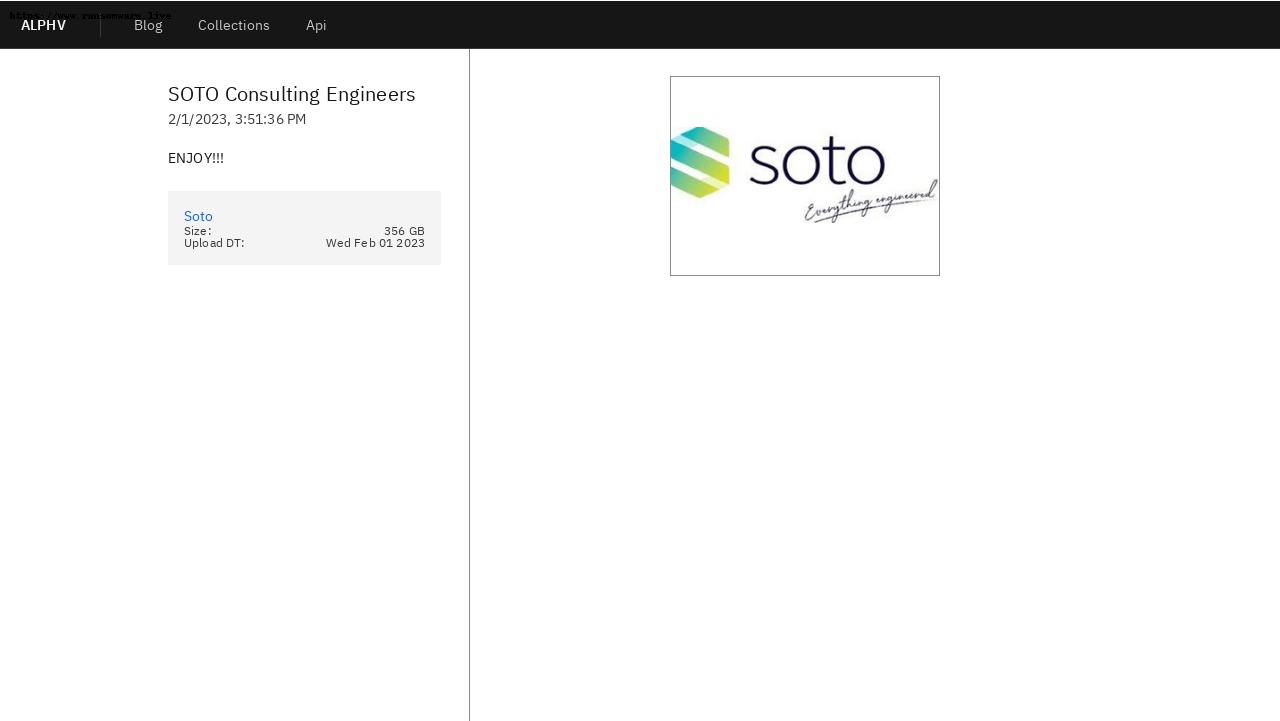 https://www.ransomware.live
ALPHV
Blog
Collections
Api
SOTO Consulting Engineers
2/1/2023, 3:51:36 PM
ENJOY!!!
Soto
Size: 356 GB
Upload DT: Wed Feb 01 2023
soto
Everything engineered